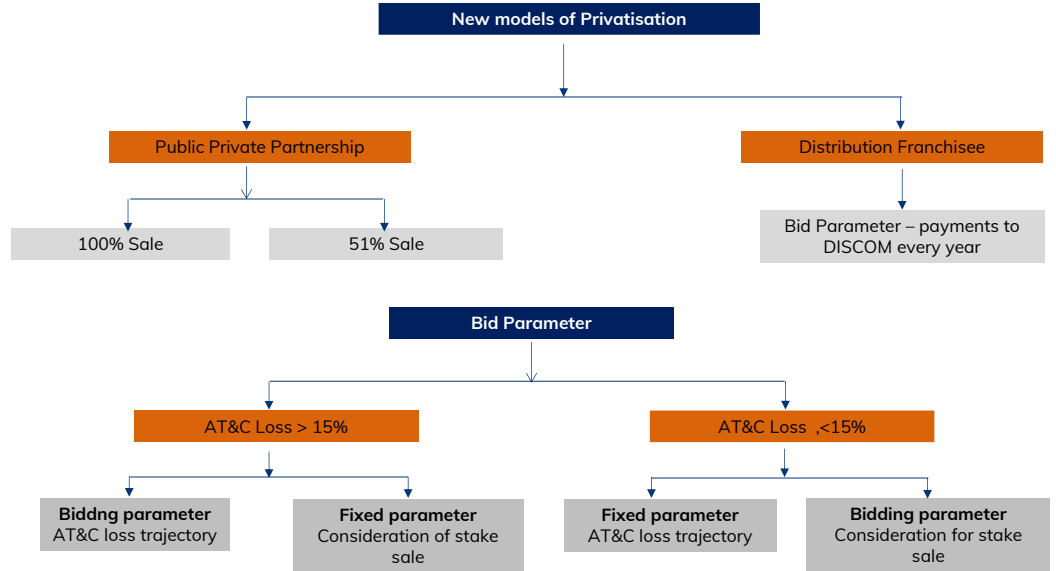 New models of Privatisation
Public Private Partnership
Distribution Franchisee
100% Sale
51% Sale
Bid Parameter – payments to
DISCOM every year
Bid Parameter
AT&C Loss > 15%
AT&C Loss  ,<15%
Biddng parameter
AT&C loss trajectory
Fixed parameter
Consideration of stake
sale
Fixed parameter
AT&C loss trajectory
Bidding parameter
Consideration for stake
sale